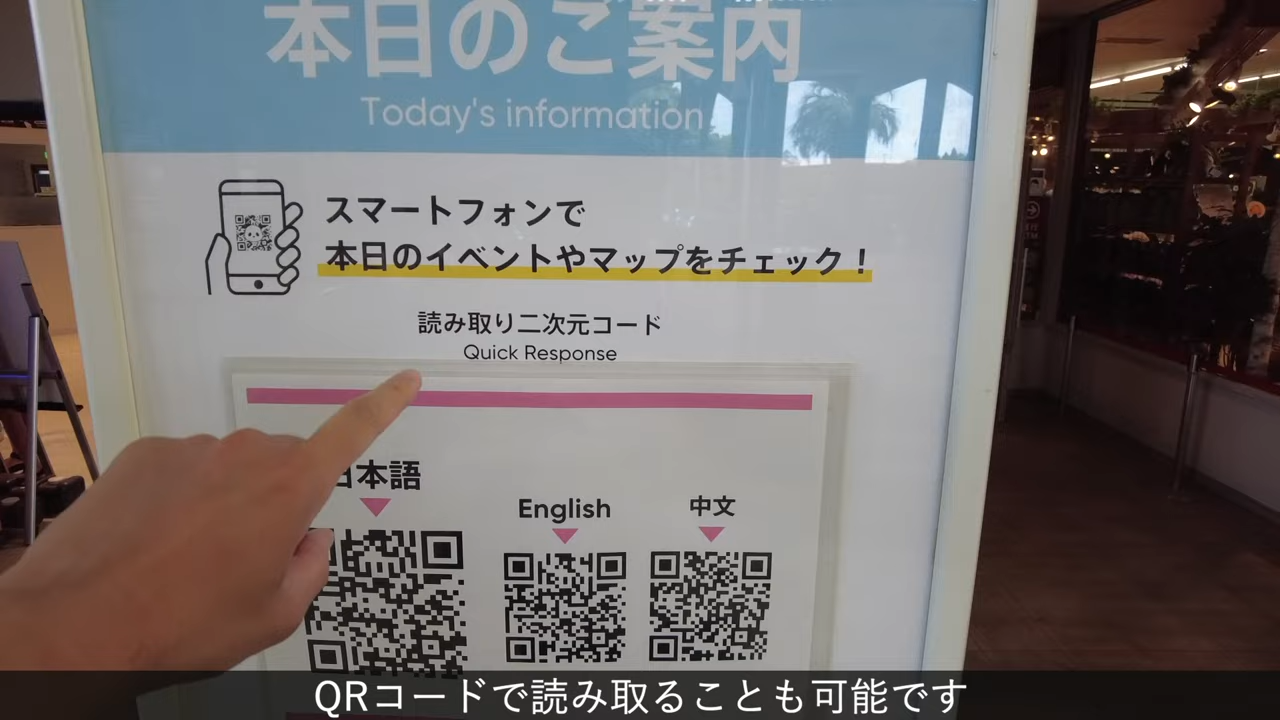 本日のご案内
Today's information
スマートフォンで
本日のイベントやマップをチェック！
読み取り二次元コード
Quick Response
日本語
English
中文
QRコードで読み取ることも可能です